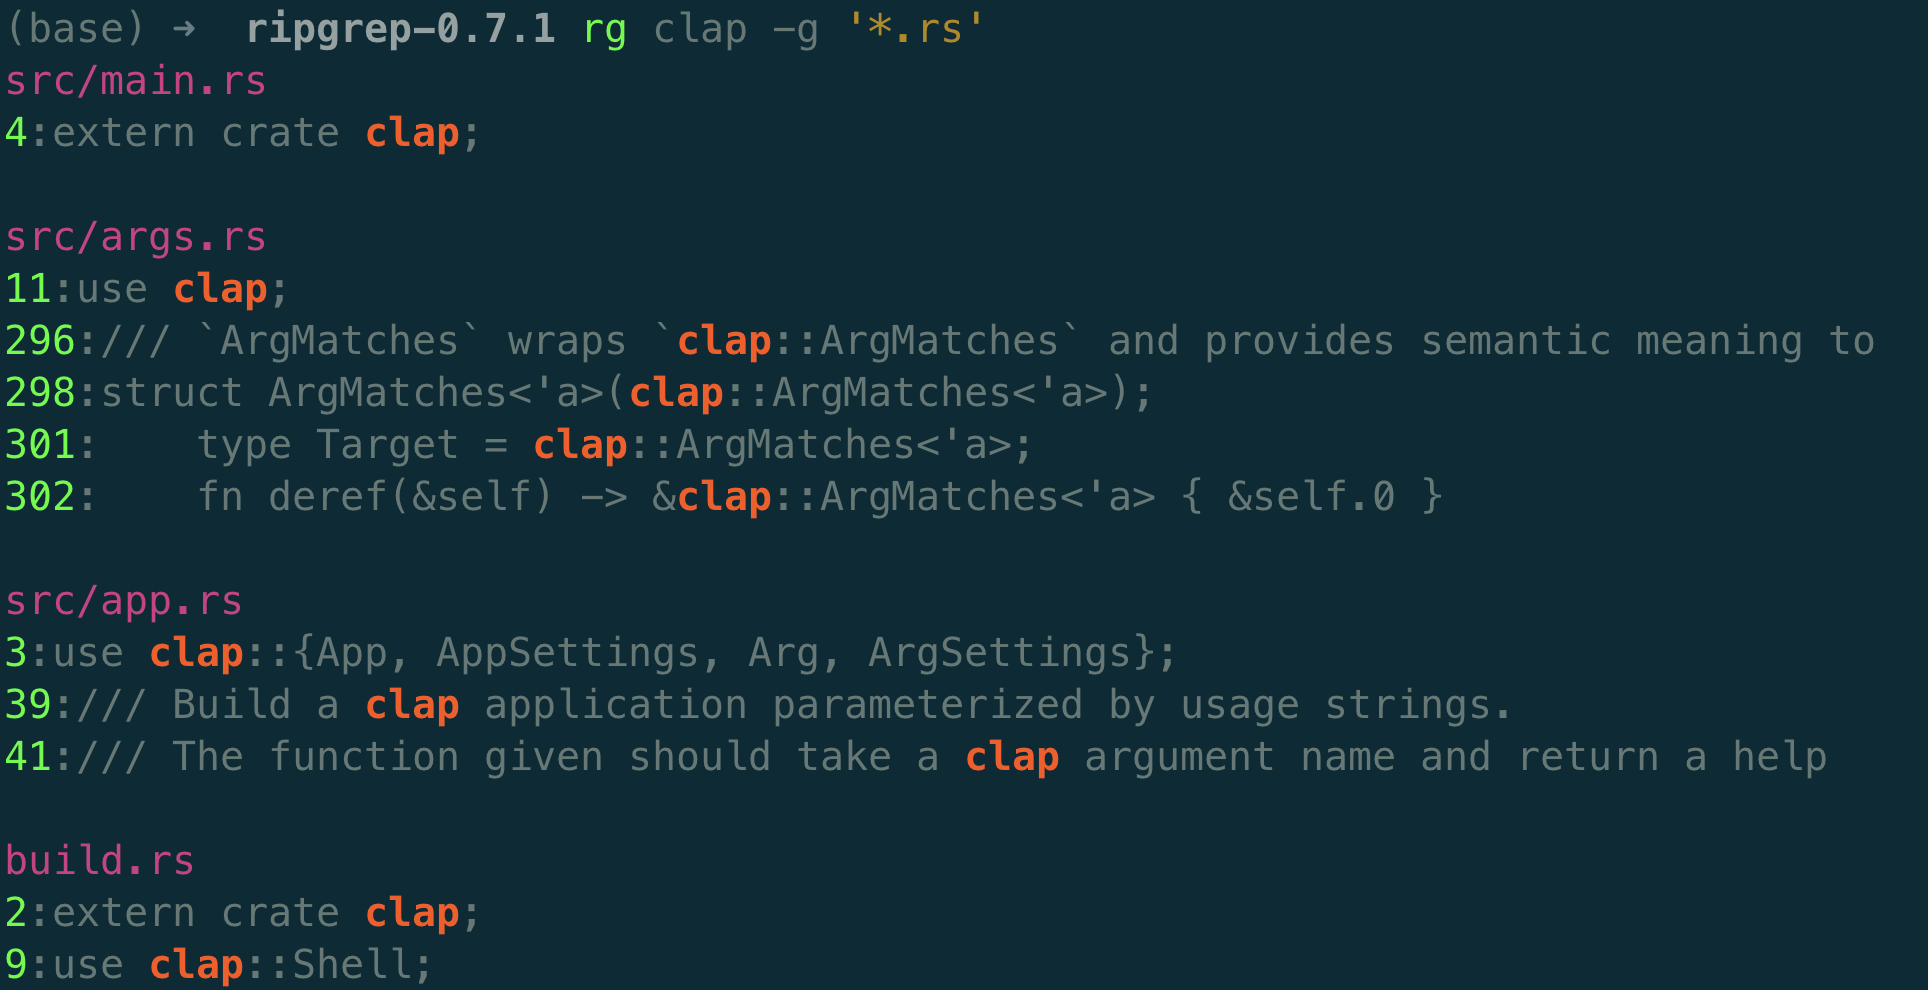 (base) ➜  ripgrep-0.7.1 rg clap -g '*.rs'
src/main.rs
4:extern crate clap;

src/args.rs
11:use clap;
296:/// `ArgMatches` wraps `clap::ArgMatches` and provides semantic meaning to
298:struct ArgMatches<'a>(clap::ArgMatches<'a>);
301:    type Target = clap::ArgMatches<'a>;
302:    fn deref(&self) -> &clap::ArgMatches<'a> { &self.0 }

src/app.rs
3:use clap::{App, AppSettings, Arg, ArgSettings};
39:/// Build a clap application parameterized by usage strings.
41:/// The function given should take a clap argument name and return a help

build.rs
2:extern crate clap;
9:use clap::Shell;